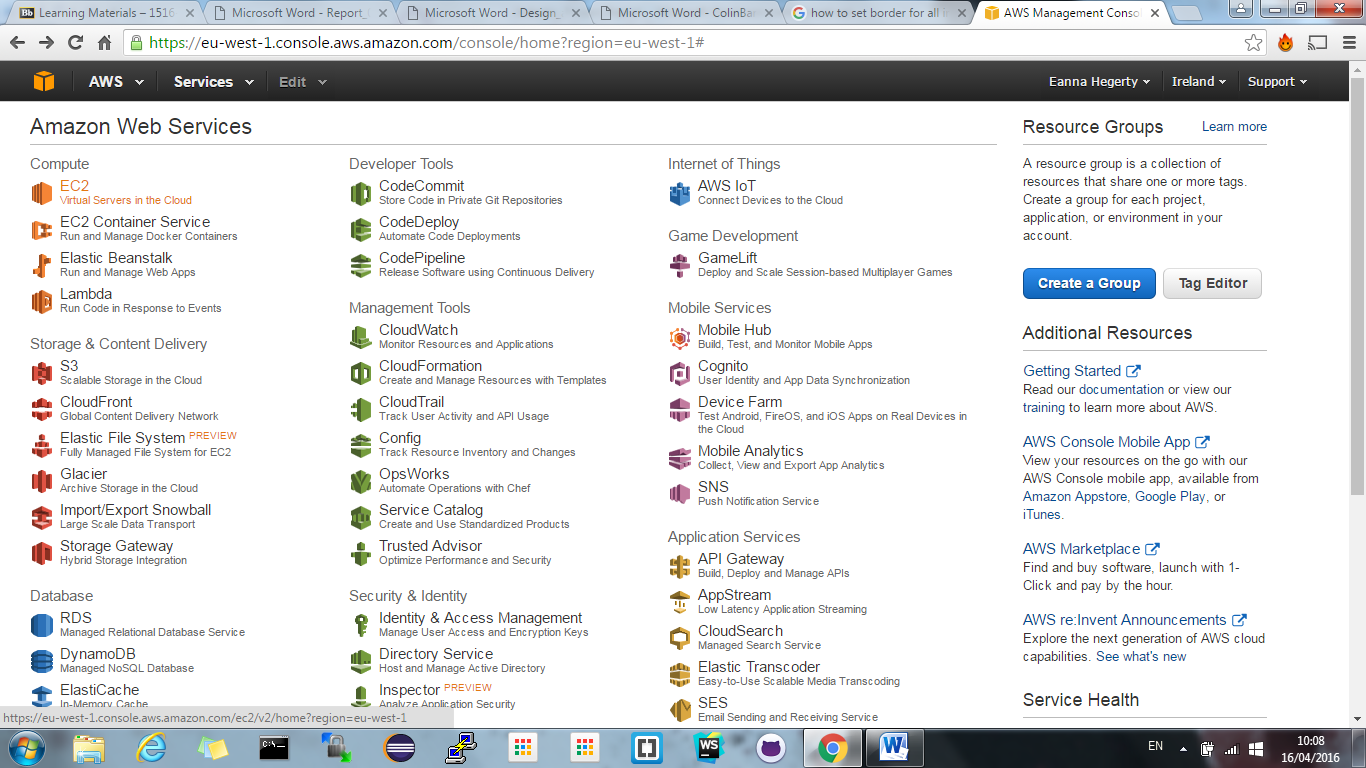 Learning Materials – 1516
Microsoft Word - Report_
Microsoft Word - Design_
Microsoft Word - ColinBa
how to set border for all i
AWS Management Conso
https://eu-west-1.console.aws.amazon.com/console/home?region=eu-west-1#
AWS Services Edit
Eanna Hegerty Ireland Support
Amazon Web Services
Compute
EC2
Virtual Servers in the Cloud
EC2 Container Service
Run and Manage Docker Containers
Elastic Beanstalk
Run and Manage Web Apps
Lambda
Run Code in Response to Events
Storage & Content Delivery
S3
Scalable Storage in the Cloud
CloudFront
Global Content Delivery Network
Elastic File System PREVIEW
Fully Managed File System for EC2
Glacier
Archive Storage in the Cloud
Import/Export Snowball
Large Scale Data Transport
Storage Gateway
Hybrid Storage Integration
Database
RDS
Managed Relational Database Service
DynamoDB
Managed NoSQL Database
ElastiCache
In-Memory Cache
Developer Tools
CodeCommit
Store Code in Private Git Repositories
CodeDeploy
Automate Code Deployments
CodePipeline
Release Software using Continuous Delivery
Management Tools
CloudWatch
Monitor Resources and Applications
CloudFormation
Create and Manage Resources with Templates
CloudTrail
Track User Activity and API Usage
Config
Track Resource Inventory and Changes
OpsWorks
Automate Operations with Chef
Service Catalog
Create and Use Standardized Products
Trusted Advisor
Optimize Performance and Security
Security & Identity
Identity & Access Management
Manage User Access and Encryption Keys
Directory Service
Host and Manage Active Directory
Inspector PREVIEW
Analyze Application Security
Internet of Things
AWS IoT
Connect Devices to the Cloud
Game Development
GameLift
Deploy and Scale Session-based Multiplayer Games
Mobile Services
Mobile Hub
Build, Test, and Monitor Mobile Apps
Cognito
User Identity and App Data Synchronization
Device Farm
Test Android, FireOS, and iOS Apps on Real Devices in
the Cloud
Mobile Analytics
Collect, View and Export App Analytics
SNS
Push Notification Service
Application Services
API Gateway
Build, Deploy and Manage APIs
AppStream
Low Latency Application Streaming
CloudSearch
Managed Search Service
Elastic Transcoder
Easy-to-Use Scalable Media Transcoding
SES
Email Sending and Receiving Service
Resource Groups Learn more
A resource group is a collection of
resources that share one or more tags.
Create a group for each project,
application, or environment in your
account.
Create a Group Tag Editor
Additional Resources
Getting Started
Read our documentation or view our
training to learn more about AWS.
AWS Console Mobile App
View your resources on the go with our
AWS Console mobile app, available from
Amazon Appstore, Google Play, or
iTunes.
AWS Marketplace
Find and buy software, launch with 1-
Click and pay by the hour.
AWS re:Invent Announcements
Explore the next generation of AWS cloud
capabilities. See what's new
Service Health
https://eu-west-1.console.aws.amazon.com/ec2/v2/home?region=eu-west-1
EN
10:08
16/04/2016